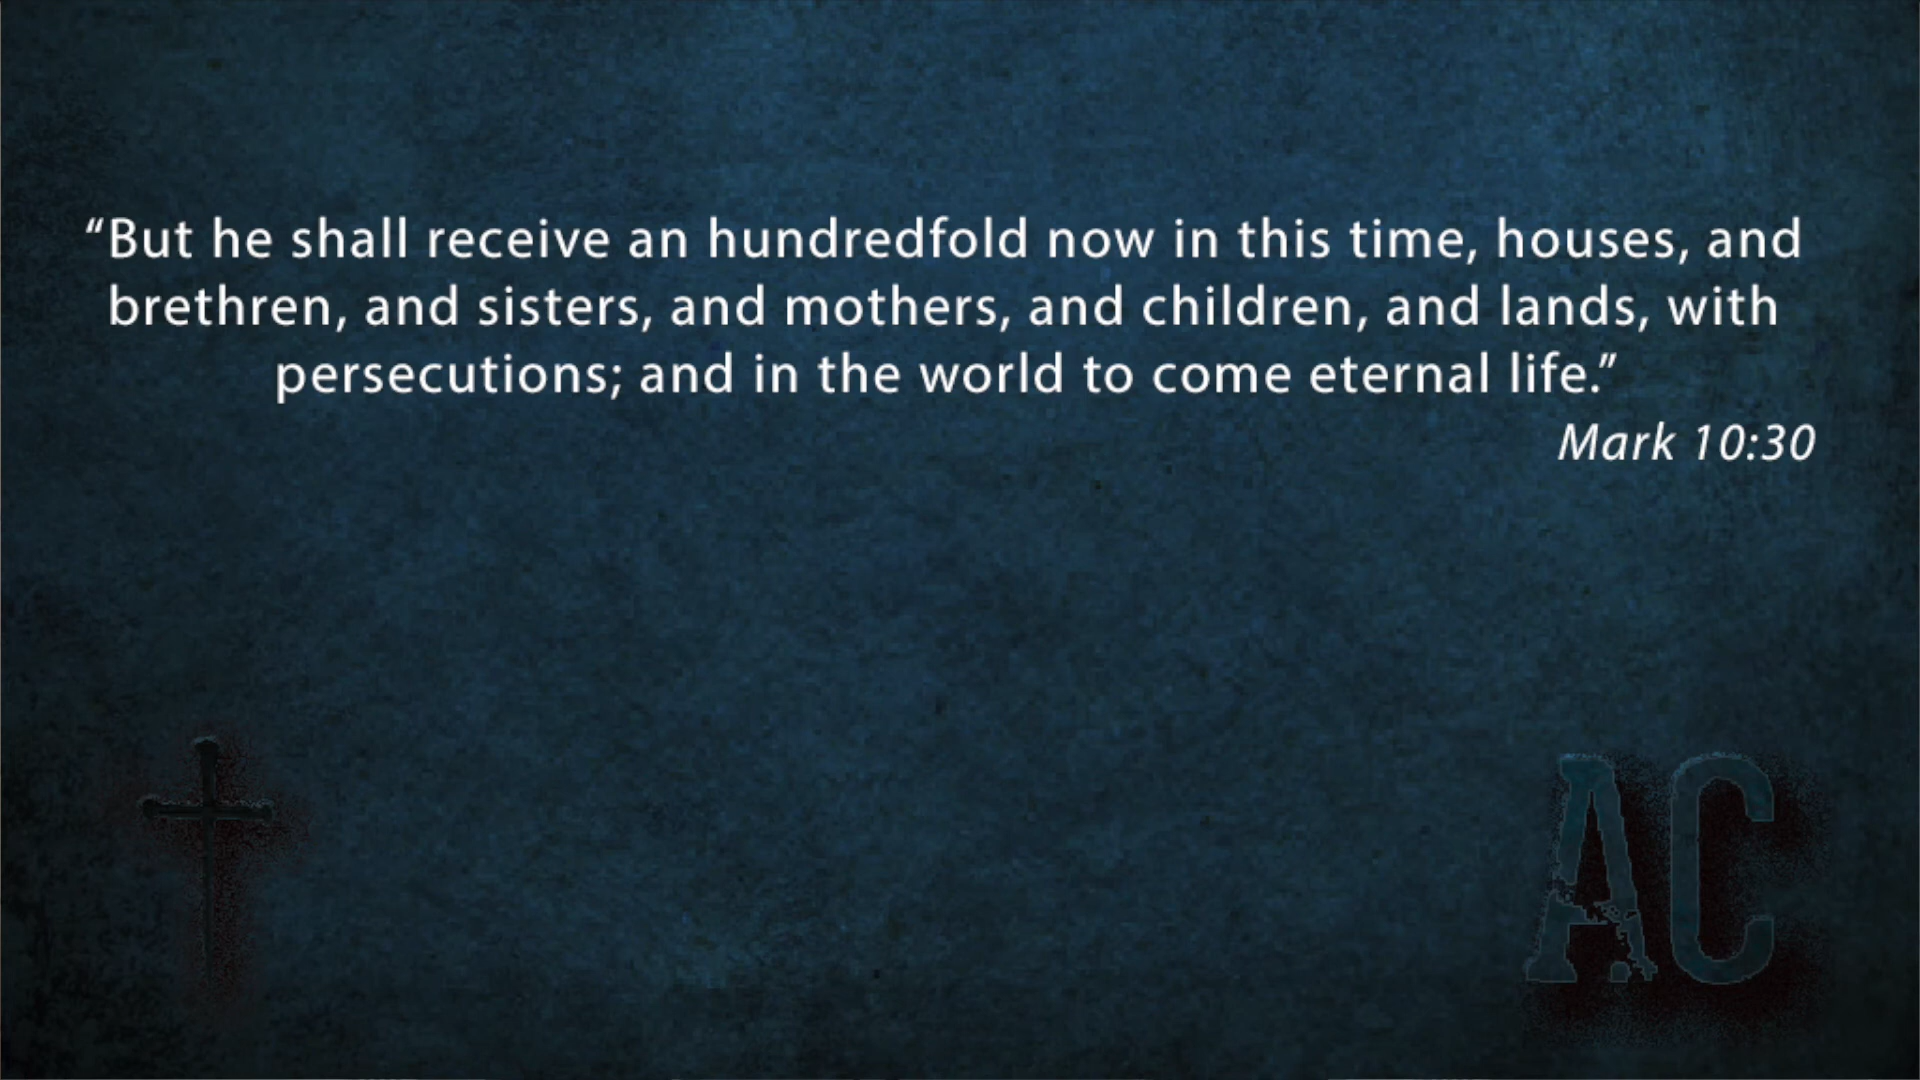 “But he shall receive an hundredfold now in this time, houses, and
brethren, and sisters, and mothers, and children, and lands, with
persecutions; and in the world to come eternal life.”
Mark 10:30
AC